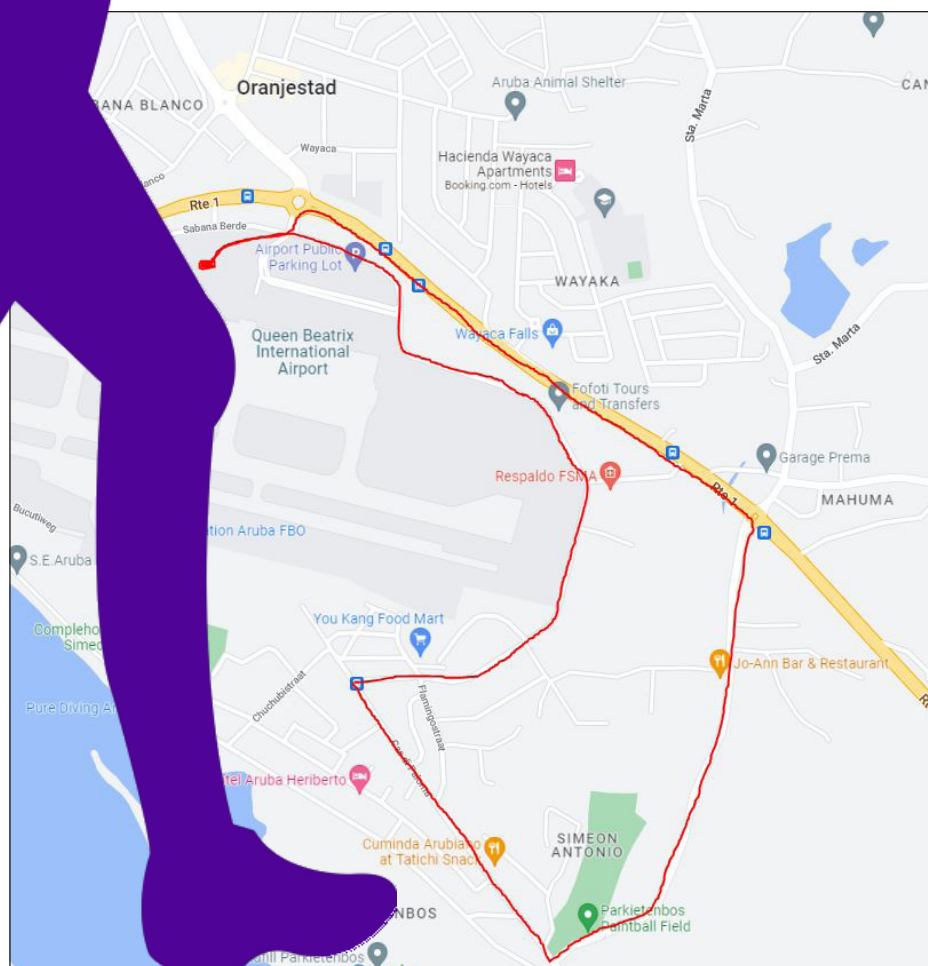 Oranjestad
Aruba Animal Shelter
BANA BLANCO
Sta. Marta
Wayaca
Hacienda Wayaca
Apartments
Booking.com - Hotels
Rte 1
Sabana Berde
Airport Public
Parking Lot
WAYAKA
Queen Beatrix
International
Airport
Wayaca Falls
Sta. Marta
Fofoti Tours
and Transfers
Respaldo FSMA
Garage Prema
Rte 1
MAHUMA
Bucutiweg
ation Aruba FBO
S.E.Aruba
You Kang Food Mart
Jo-Ann Bar & Restaurant
Chuchubistraat
Flamingostraat
Pure Diving
tel Aruba Heriberto
Cuminda Arubiano
at Tatichi Snack
SIMEON
ANTONIO
Parkietenbos
Paintball Field
NBOS
Parkietenbos